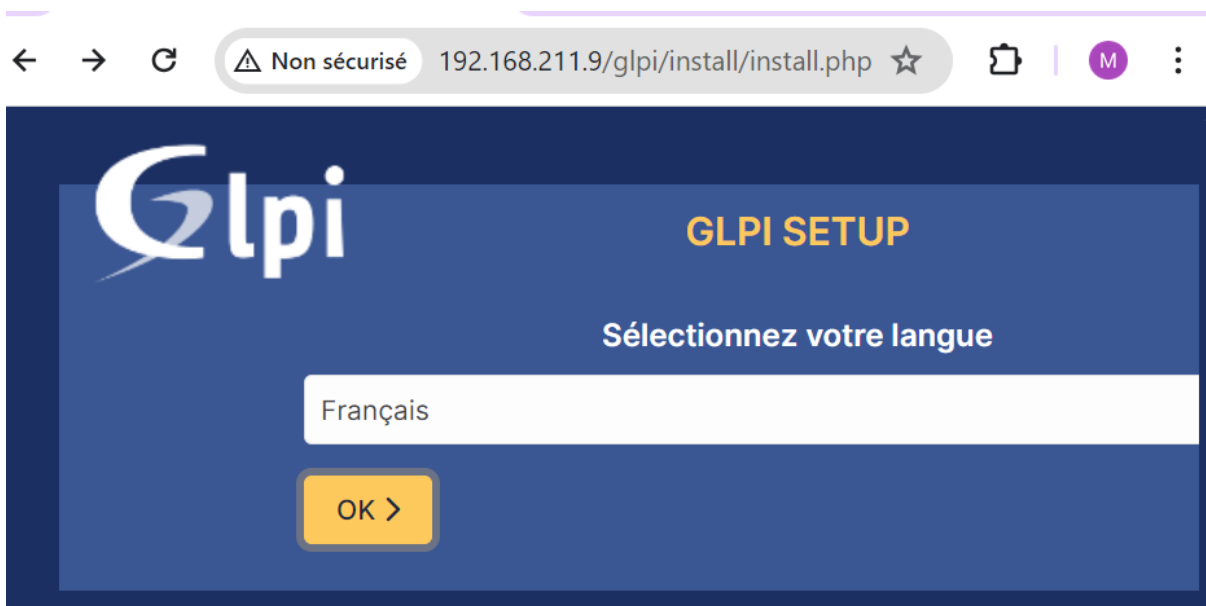 Non sécurisé 192.168.211.9/glpi/install/install.php M
Glpi
GLPI SETUP
Sélectionnez votre langue
Français
OK